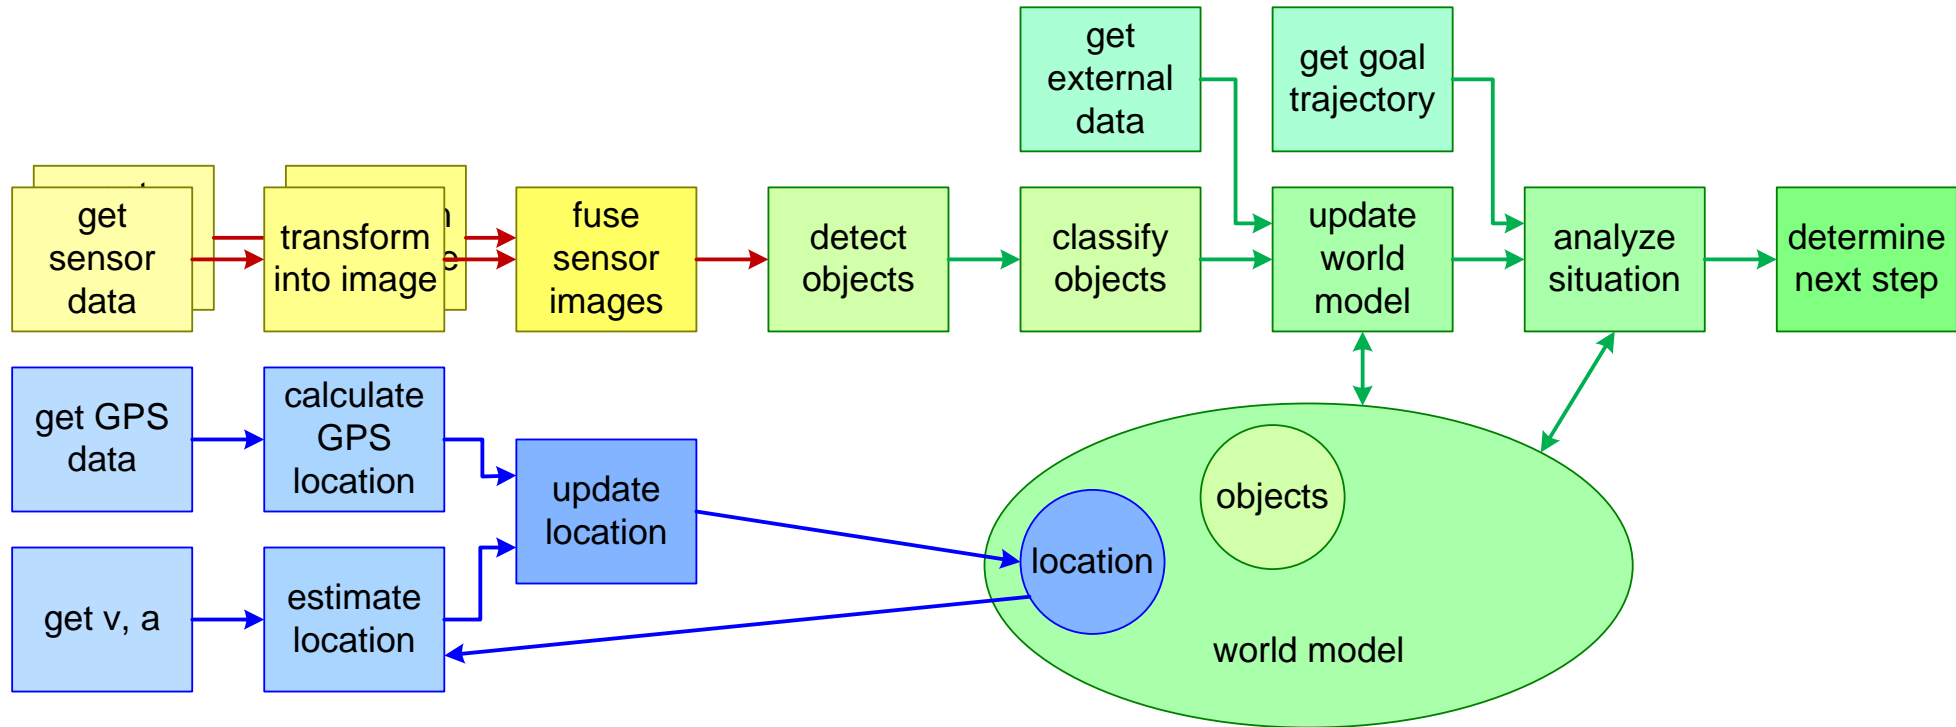 get
external
data
get goal
trajectory
get
sensor
data
transform
into image
fuse
sensor
images
detect
objects
classify
objects
update
world
model
analyze
situation
determine
next step
get GPS
data
calculate
GPS
location
update
location
get v, a
estimate
location
objects
location
world model